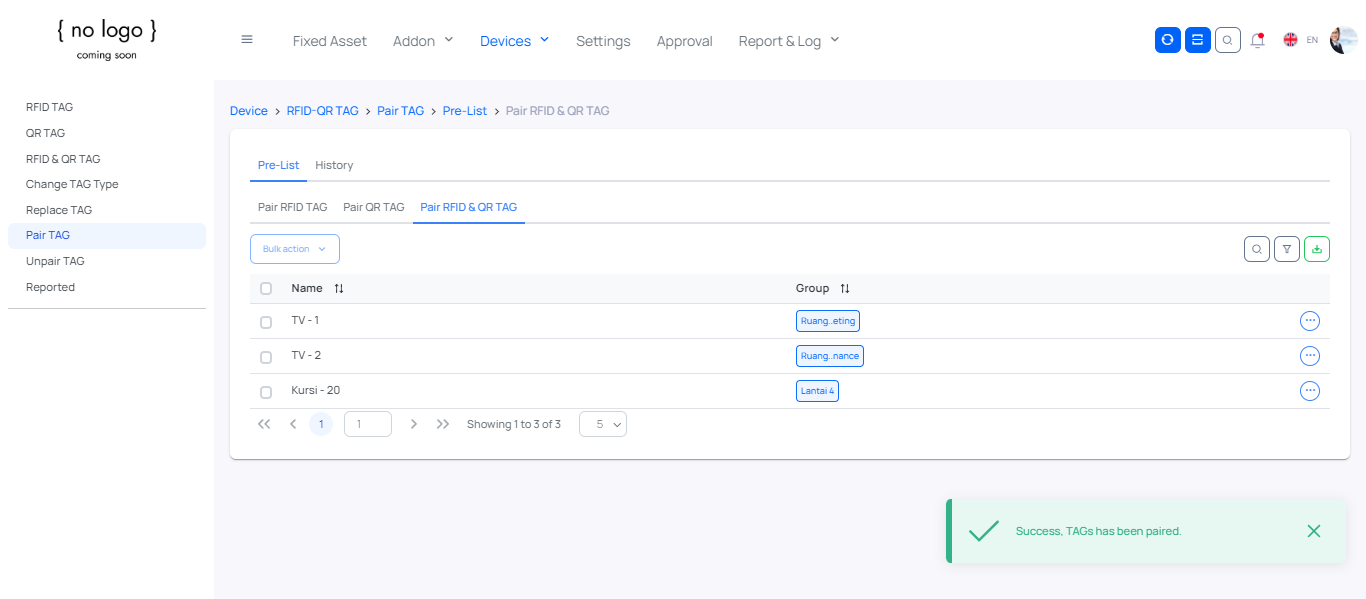 { no logo }
coming soon
Fixed Asset Addon Devices Settings Approval Report & Log EN
RFID TAG
QR TAG
RFID & QR TAG
Change TAG Type
Replace TAG
Pair TAG
Unpair TAG
Reported
Device > RFID-QR TAG > Pair TAG > Pre-List > Pair RFID & QR TAG
Pre-List History
Pair RFID TAG Pair QR TAG Pair RFID & QR TAG
Bulk action
Name Group
TV - 1 Ruang..eting
TV - 2 Ruang..nance
Kursi - 20 Lantai 4
1 1 Showing 1 to 3 of 3 5
Success, TAGs has been paired.